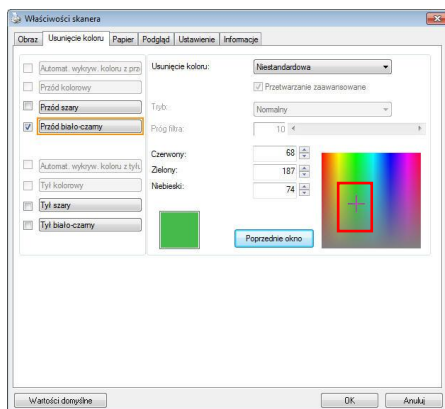 Właściwości skanera
Obraz Usunięcie koloru Papier Podgląd Ustawienie Informacje
Automat. wykryw. koloru z prz
Przód kolorowy
Przód szary
Przód biało-czarny
Automat. wykryw. koloru z tyłu
Tył kolorowy
Tył szary
Tył biało-czarny
Usunięcie koloru: Niestandardowa
Przetwarzanie zaawansowane
Tryb: Normalny
Próg filtra: 10
Czerwony: 68
Zielony: 187
Niebieski: 74
Poprzednie okno
Wartości domyślne OK Anuluj